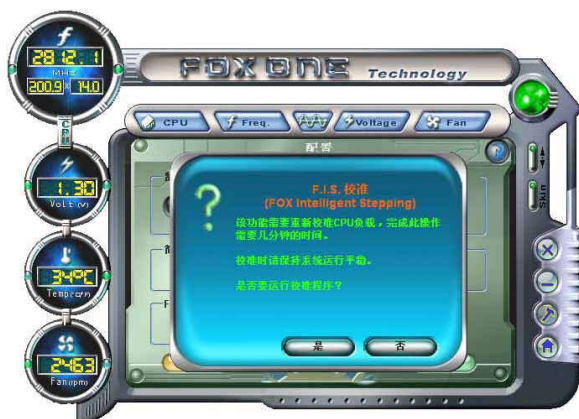 2812.1
MHz
200.9 x 14.0
CPU
1.30
Volt.(v)
34°C
Temp(c/f)
2463
Fan(rpm)
FOX ONE Technology
CPU
Freq.
Voltage
Fan
配置
?
Skin
F.I.S. 校准
(FOX Intelligent Stepping)
该功能需要重新校准CPU负载，完成此操作
需要几分钟的时间。
校准时请保持系统运行平稳。
是否要运行校准程序？
是
否